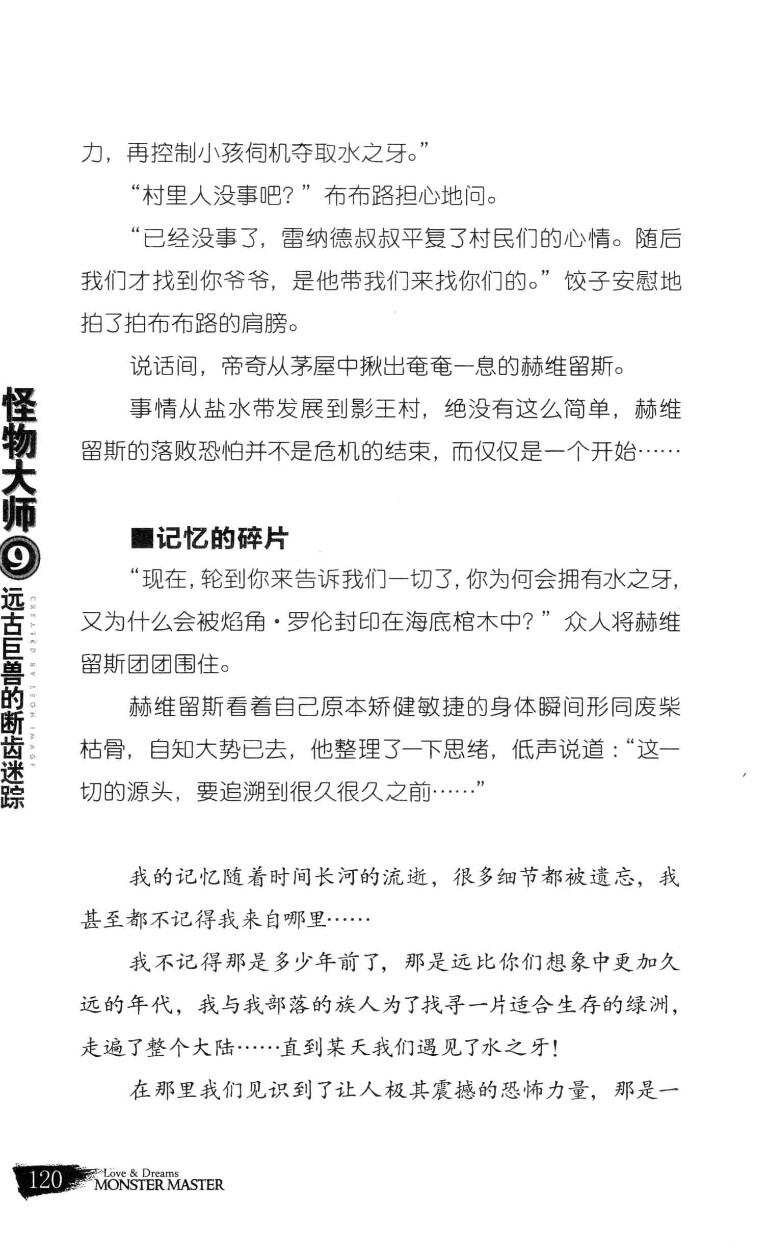 力，再控制小孩伺机夺取水之牙。”
“村里人没事吧？”布布路担心地问。
“已经没事了，雷纳德叔叔平复了村民们的心情。随后
我们才找到你爷爷，是他带我们来找你们的。”饺子安慰地
拍了拍布布路的肩膀。
说话间，帝奇从茅屋中揪出奄奄一息的赫维留斯。
事情从盐水带发展到影王村，绝没有这么简单，赫维
留斯的落败恐怕并不是危机的结束，而仅仅是一个开始……
■记忆的碎片
“现在，轮到你来告诉我们一切了，你为何会拥有水之牙，
又为什么会被焰角·罗伦封印在海底棺木中？”众人将赫维
留斯团团围住。
赫维留斯看着自己原本矫健敏捷的身体瞬间形同废柴
枯骨，自知大势已去，他整理了一下思绪，低声说道：“这一
切的源头，要追溯到很久很久之前……”
我的记忆随着时间长河的流逝，很多细节都被遗忘，我
甚至都不记得我来自哪里……
我不记得那是多少年前了，那是远比你们想象中更加久
远的年代，我与我部落的族人为了找寻一片适合生存的绿洲，
走遍了整个大陆……直到某天我们遇见了水之牙！
在那里我们见识到了让人极其震撼的恐怖力量，那是一
怪物大师⑨
远古巨兽的断齿迷踪
CREATED BY LEON IMAGE
120
Love & Dreams
MONSTER MASTER